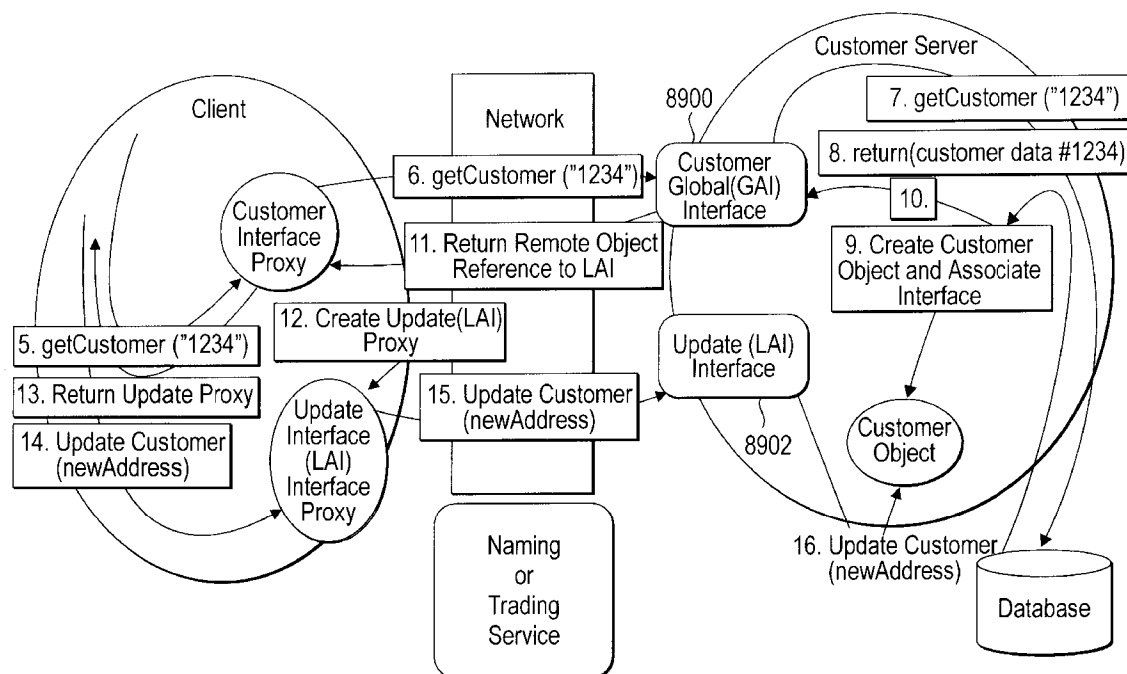 Customer Server
8900
7. getCustomer ("1234")
Client
Network
8. return(customer data #1234)
6. getCustomer ("1234")
Customer
Global(GAI)
Interface
10.
Customer
Interface
Proxy
11. Return Remote Object
Reference to LAI
9. Create Customer
Object and Associate
Interface
12. Create Update(LAI)
Proxy
5. getCustomer ("1234")
Update (LAI)
Interface
13. Return Update Proxy
15. Update Customer
(newAddress)
14. Update Customer
(newAddress)
Update
Interface
(LAI)
Interface
Proxy
8902
Customer
Object
16. Update Customer
(newAddress)
Naming
or
Trading
Service
Database